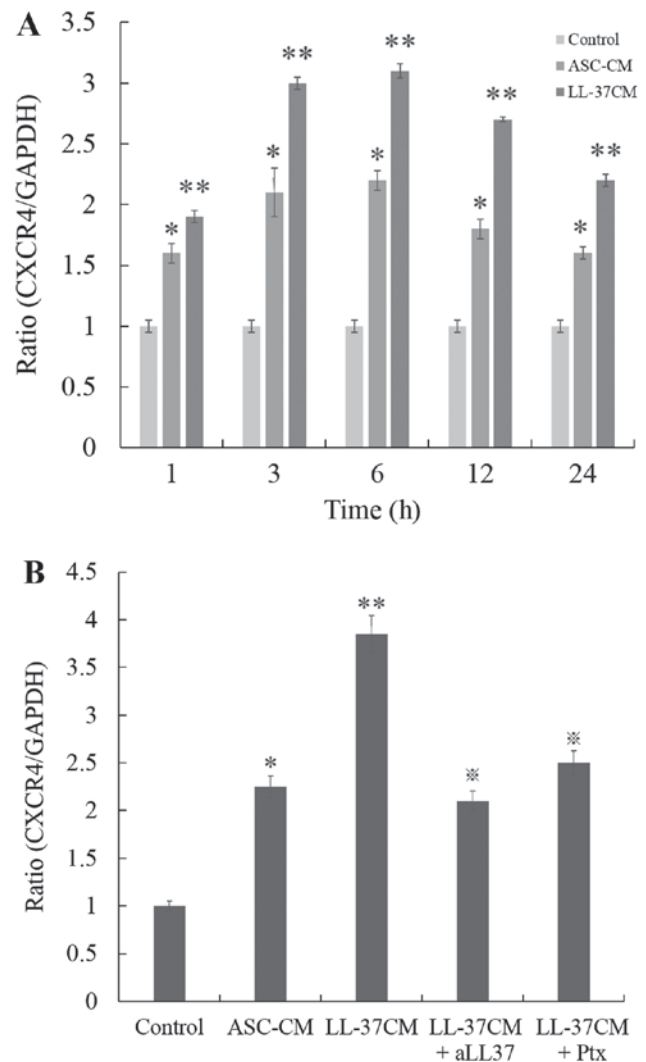 A
Ratio (CXCR4/GAPDH)
3.5
3
2.5
2
1.5
1
0.5
0
Control
ASC-CM
LL-37CM
* ** * ** * ** * ** * **
1 3 6 12 24
Time (h)
B
Ratio (CXCR4/GAPDH)
4.5
4
3.5
3
2.5
2
1.5
1
0.5
0
* ** ※ ※
Control ASC-CM LL-37CM LL-37CM LL-37CM
+ aLL37 + Ptx